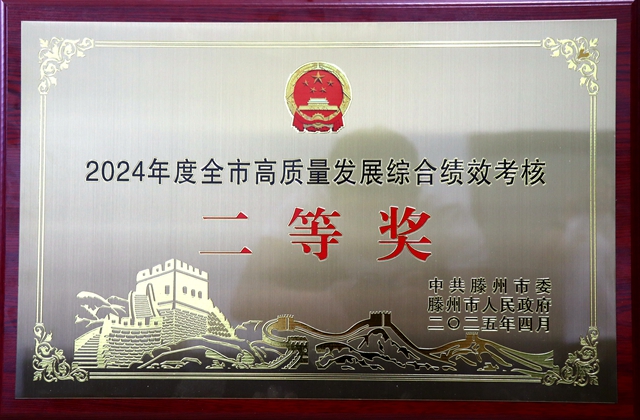 2024年度全市高质量发展综合绩效考核
二等奖
中共滕州市委
滕州市人民政府
二〇二五年四月